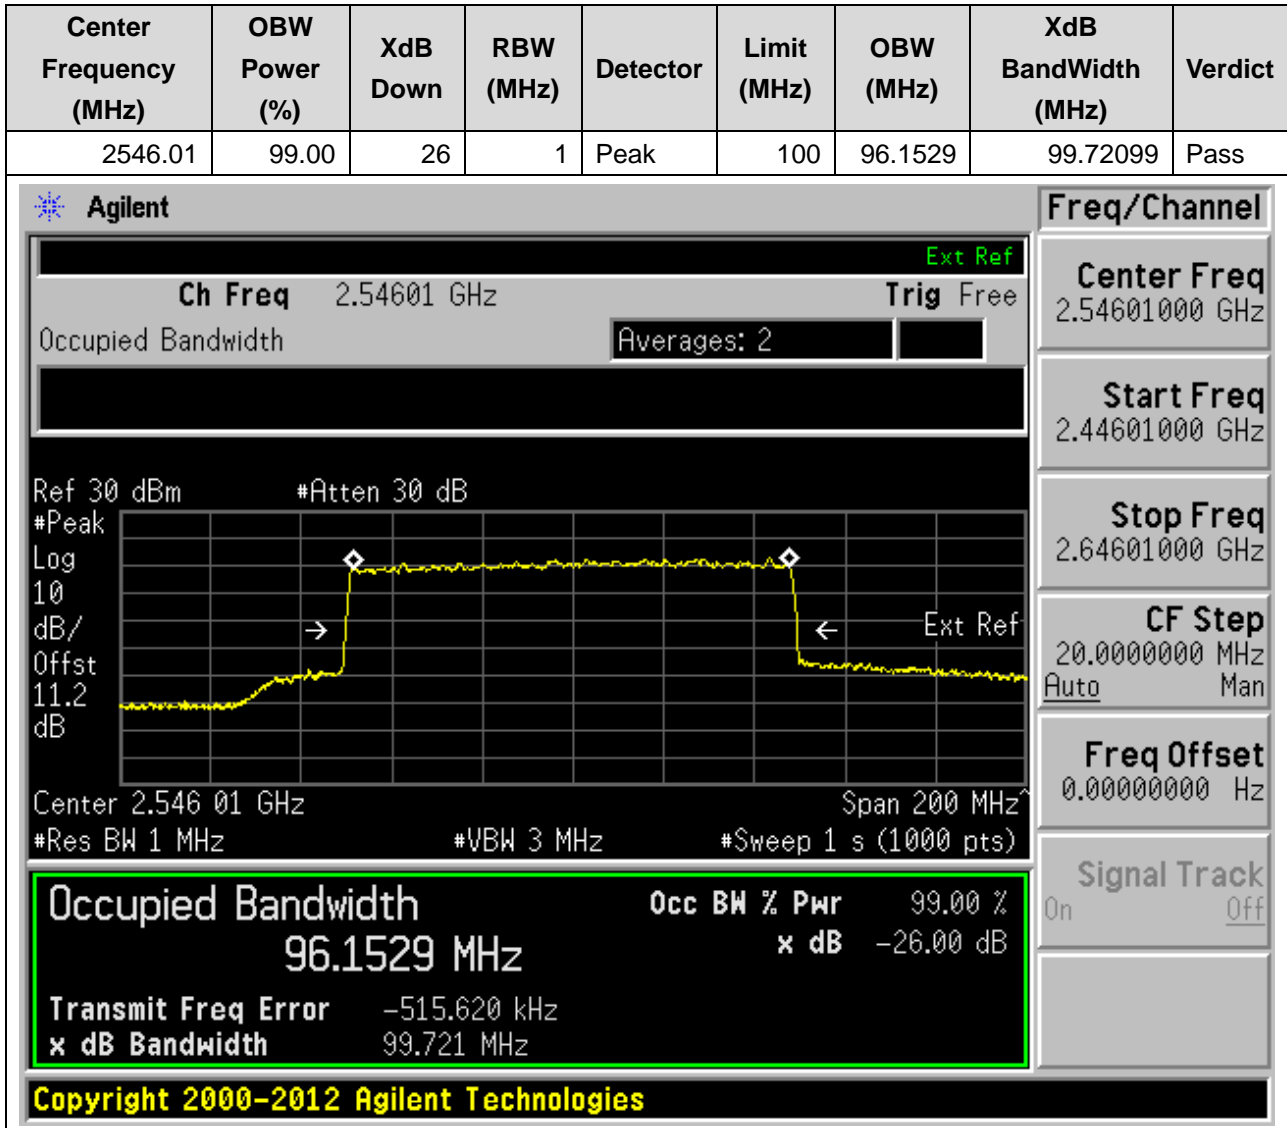 Center Frequency (MHz) OBW Power (%) XdB Down RBW (MHz) Detector Limit (MHz) OBW (MHz) XdB BandWidth (MHz) Verdict
2546.01 99.00 26 1 Peak 100 96.1529 99.72099 Pass
Agilent
Freq/Channel
Ext Ref
Ch Freq 2.54601 GHz Trig Free
Occupied Bandwidth Averages: 2
Ref 30 dBm #Atten 30 dB
#Peak
Log
10
dB/
Offst
11.2
dB
Ext Ref
Center 2.546 01 GHz Span 200 MHz^
#Res BW 1 MHz #VBW 3 MHz #Sweep 1 s (1000 pts)
Occupied Bandwidth Occ BW % Pwr 99.00 %
96.1529 MHz x dB -26.00 dB
Transmit Freq Error -515.620 kHz
x dB Bandwidth 99.721 MHz
Center Freq
2.54601000 GHz
Start Freq
2.44601000 GHz
Stop Freq
2.64601000 GHz
CF Step
20.0000000 MHz
Auto Man
Freq Offset
0.00000000 Hz
Signal Track
On Off
Copyright 2000-2012 Agilent Technologies